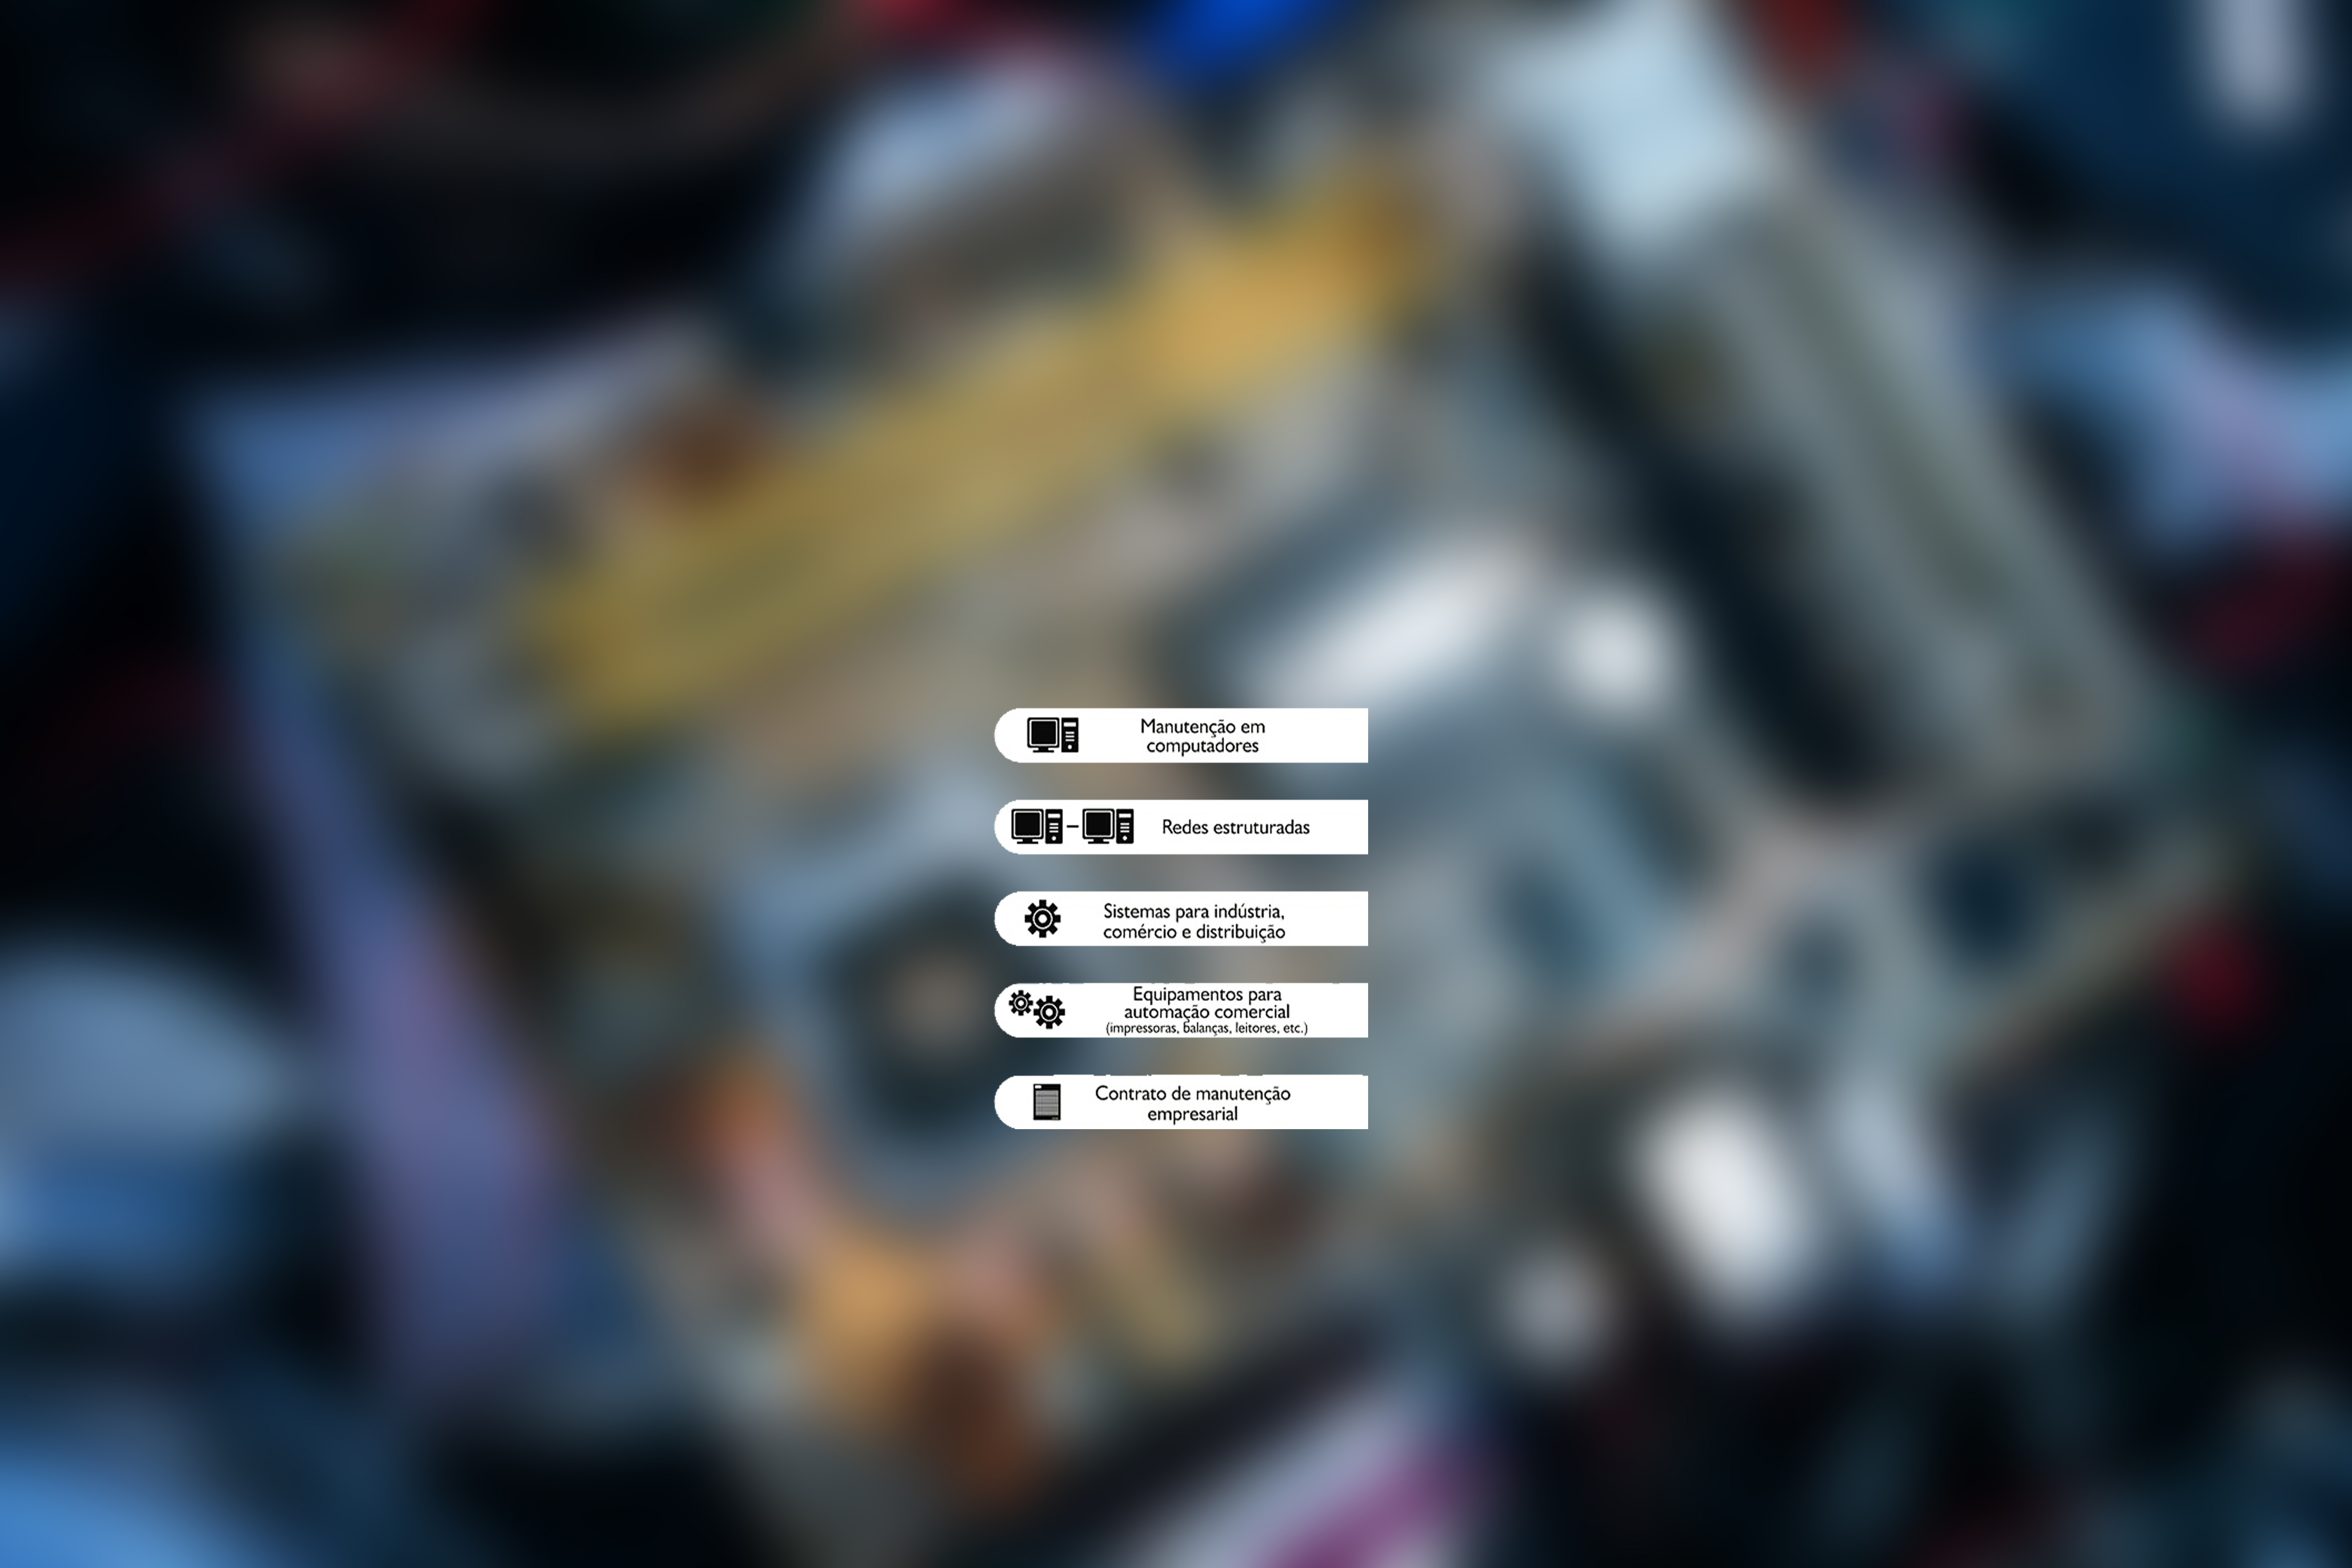 Manutenção em
computadores
Redes estruturadas
Sistemas para indústria,
comércio e distribuição
Equipamentos para
automação comercial
(impressoras, balanças, leitores, etc.)
Contrato de manutenção
empresarial